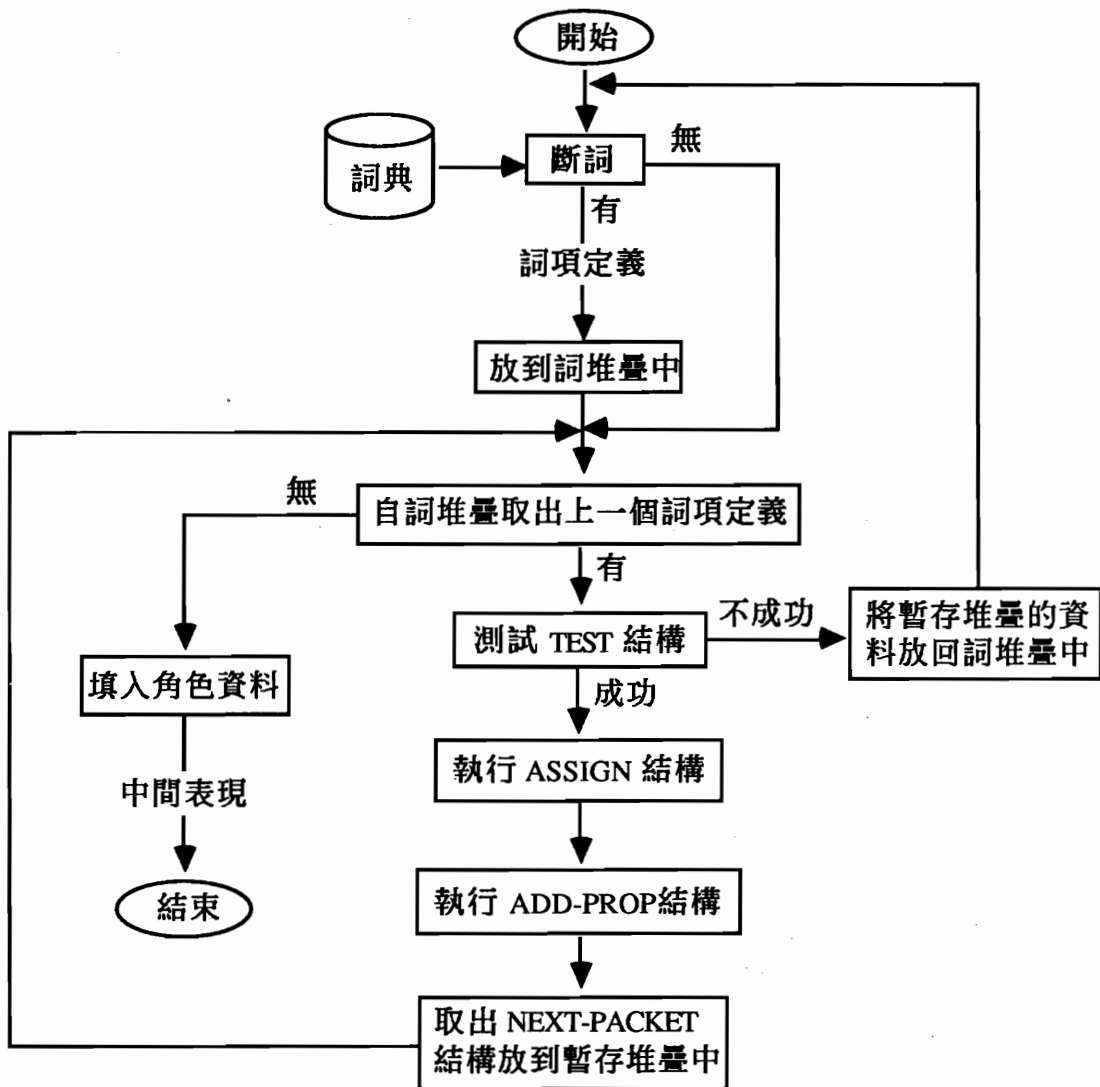 開始
無
詞典
斷詞
有
詞項定義
放到詞堆疊中
無
自詞堆疊取出上一個詞項定義
有
不成功
測試 TEST 結構
將暫存堆疊的資
料放回詞堆疊中
填入角色資料
成功
執行 ASSIGN 結構
中間表現
執行 ADD-PROP結構
結束
取出 NEXT-PACKET
結構放到暫存堆疊中